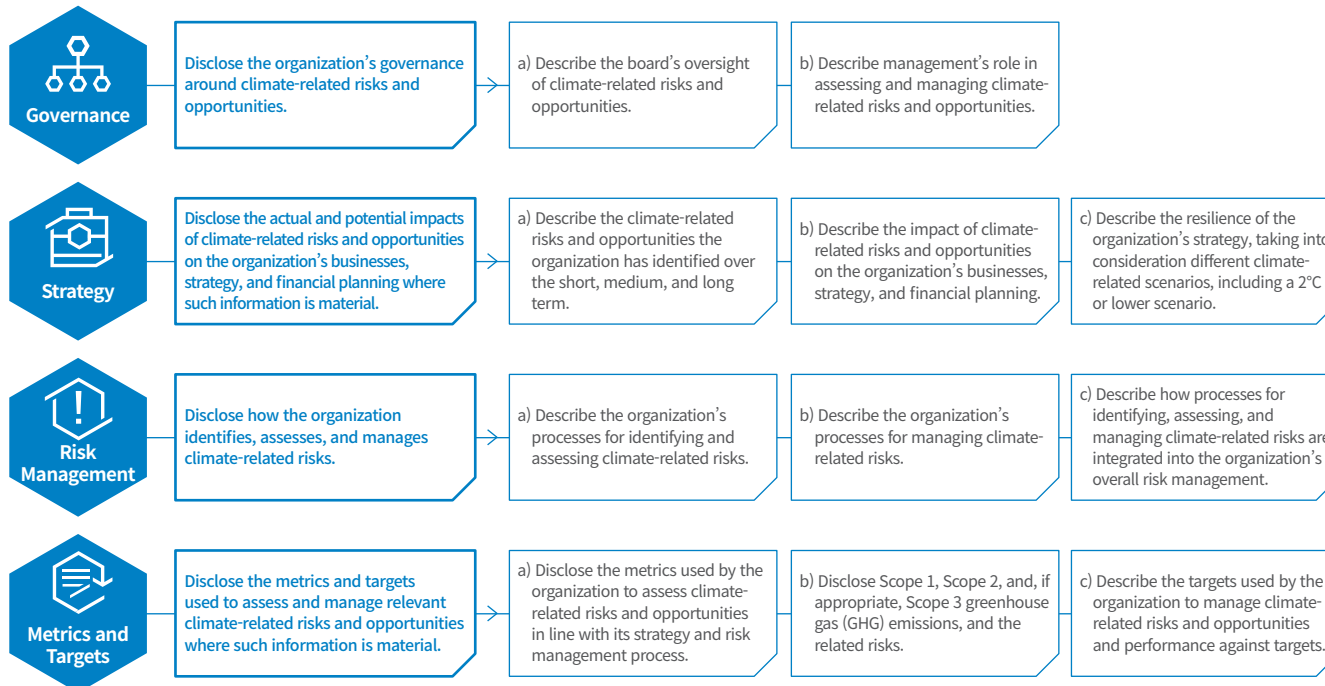 Governance
Disclose the organization’s governance
around climate-related risks and
opportunities.
a) Describe the board’s oversight
of climate-related risks and
opportunities.
b) Describe management’s role in
assessing and managing climate-
related risks and opportunities.
Strategy
Disclose the actual and potential impacts
of climate-related risks and opportunities
on the organization’s businesses,
strategy, and financial planning where
such information is material.
a) Describe the climate-related
risks and opportunities the
organization has identified over
the short, medium, and long
term.
b) Describe the impact of climate-
related risks and opportunities
on the organization’s businesses,
strategy, and financial planning.
c) Describe the resilience of the
organization’s strategy, taking into
consideration different climate-
related scenarios, including a 2°C
or lower scenario.
Risk
Management
Disclose how the organization
identifies, assesses, and manages
climate-related risks.
a) Describe the organization’s
processes for identifying and
assessing climate-related risks.
b) Describe the organization’s
processes for managing climate-
related risks.
c) Describe how processes for
identifying, assessing, and
managing climate-related risks are
integrated into the organization’s
overall risk management.
Metrics and
Targets
Disclose the metrics and targets
used to assess and manage relevant
climate-related risks and opportunities
where such information is material.
a) Disclose the metrics used by the
organization to assess climate-
related risks and opportunities
in line with its strategy and risk
management process.
b) Disclose Scope 1, Scope 2, and, if
appropriate, Scope 3 greenhouse
gas (GHG) emissions, and the
related risks.
c) Describe the targets used by the
organization to manage climate-
related risks and opportunities
and performance against targets.